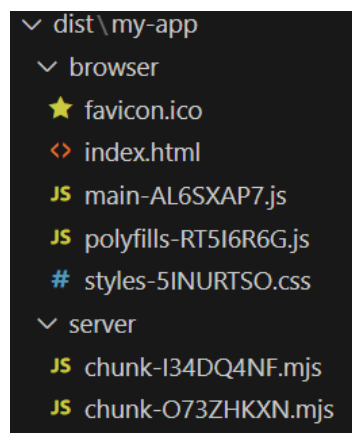 dist\my-app
browser
favicon.ico
<> index.html
JS main-AL6SXAP7.js
JS polyfills-RT5I6R6G.js
# styles-5INURTSO.css
server
JS chunk-I34DQ4NF.mjs
JS chunk-O73ZHKXN.mjs